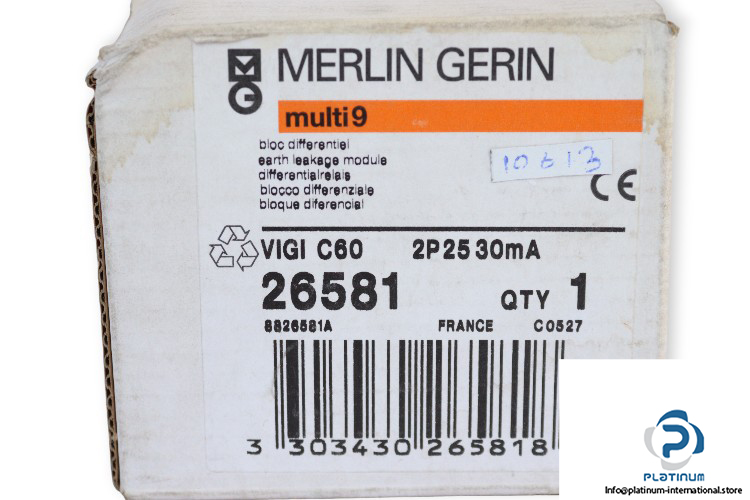 MG
MERLIN GERIN
multi9
bloc differentiel
earth leakage module
differentialrelais
blocco differenziale
bloque diferencial
10613
CE
VIGI C60 2P25 30mA
26581 QTY 1
8826581A FRANCE C0527
3 303430 265818
PLATINUM
Info@platinum-international.store